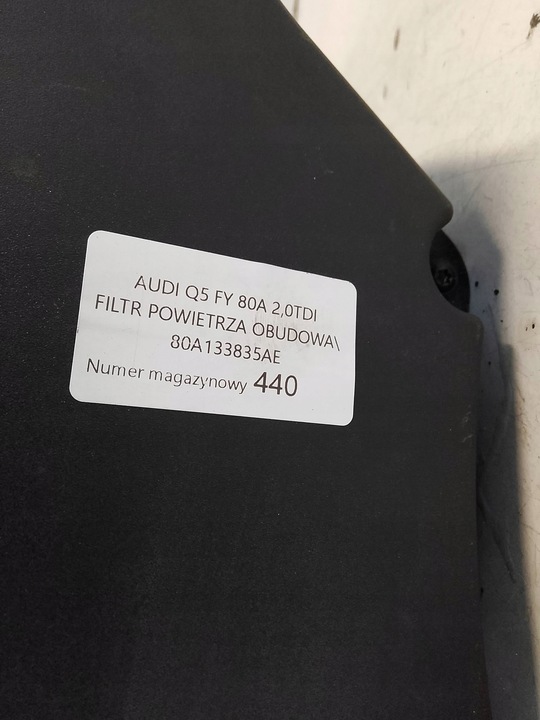 AUDI Q5 FY 80A 2,0TDI
FILTR POWIETRZA OBUDOWA\
80A133835AE
Numer magazynowy 440